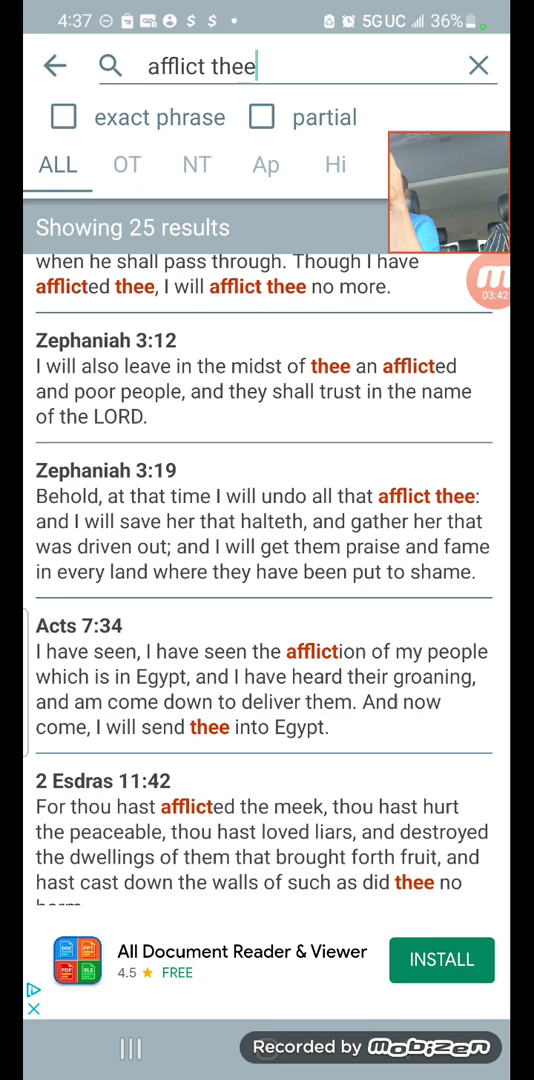 4:37 $ $ • 5G UC 36%
afflict thee
exact phrase partial
ALL OT NT Ap Hi
Showing 25 results
when he shall pass through. Though I have
afflicted thee, I will afflict thee no more.
03:42
Zephaniah 3:12
I will also leave in the midst of thee an afflicted
and poor people, and they shall trust in the name
of the LORD.
Zephaniah 3:19
Behold, at that time I will undo all that afflict thee:
and I will save her that halteth, and gather her that
was driven out; and I will get them praise and fame
in every land where they have been put to shame.
Acts 7:34
I have seen, I have seen the affliction of my people
which is in Egypt, and I have heard their groaning,
and am come down to deliver them. And now
come, I will send thee into Egypt.
2 Esdras 11:42
For thou hast afflicted the meek, thou hast hurt
the peaceable, thou hast loved liars, and destroyed
the dwellings of them that brought forth fruit, and
hast cast down the walls of such as did thee no
DOC PPT
PDF XLS
All Document Reader & Viewer
4.5 ★ FREE
INSTALL
Recorded by mobizen